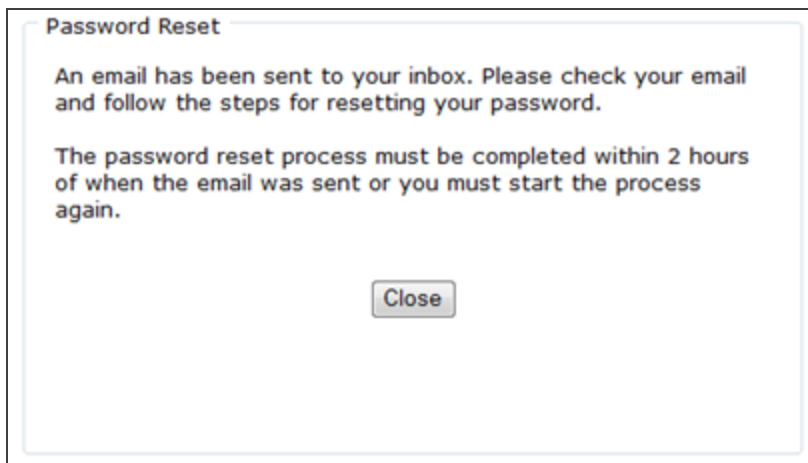 Password Reset
An email has been sent to your inbox. Please check your email
and follow the steps for resetting your password.
The password reset process must be completed within 2 hours
of when the email was sent or you must start the process
again.
Close